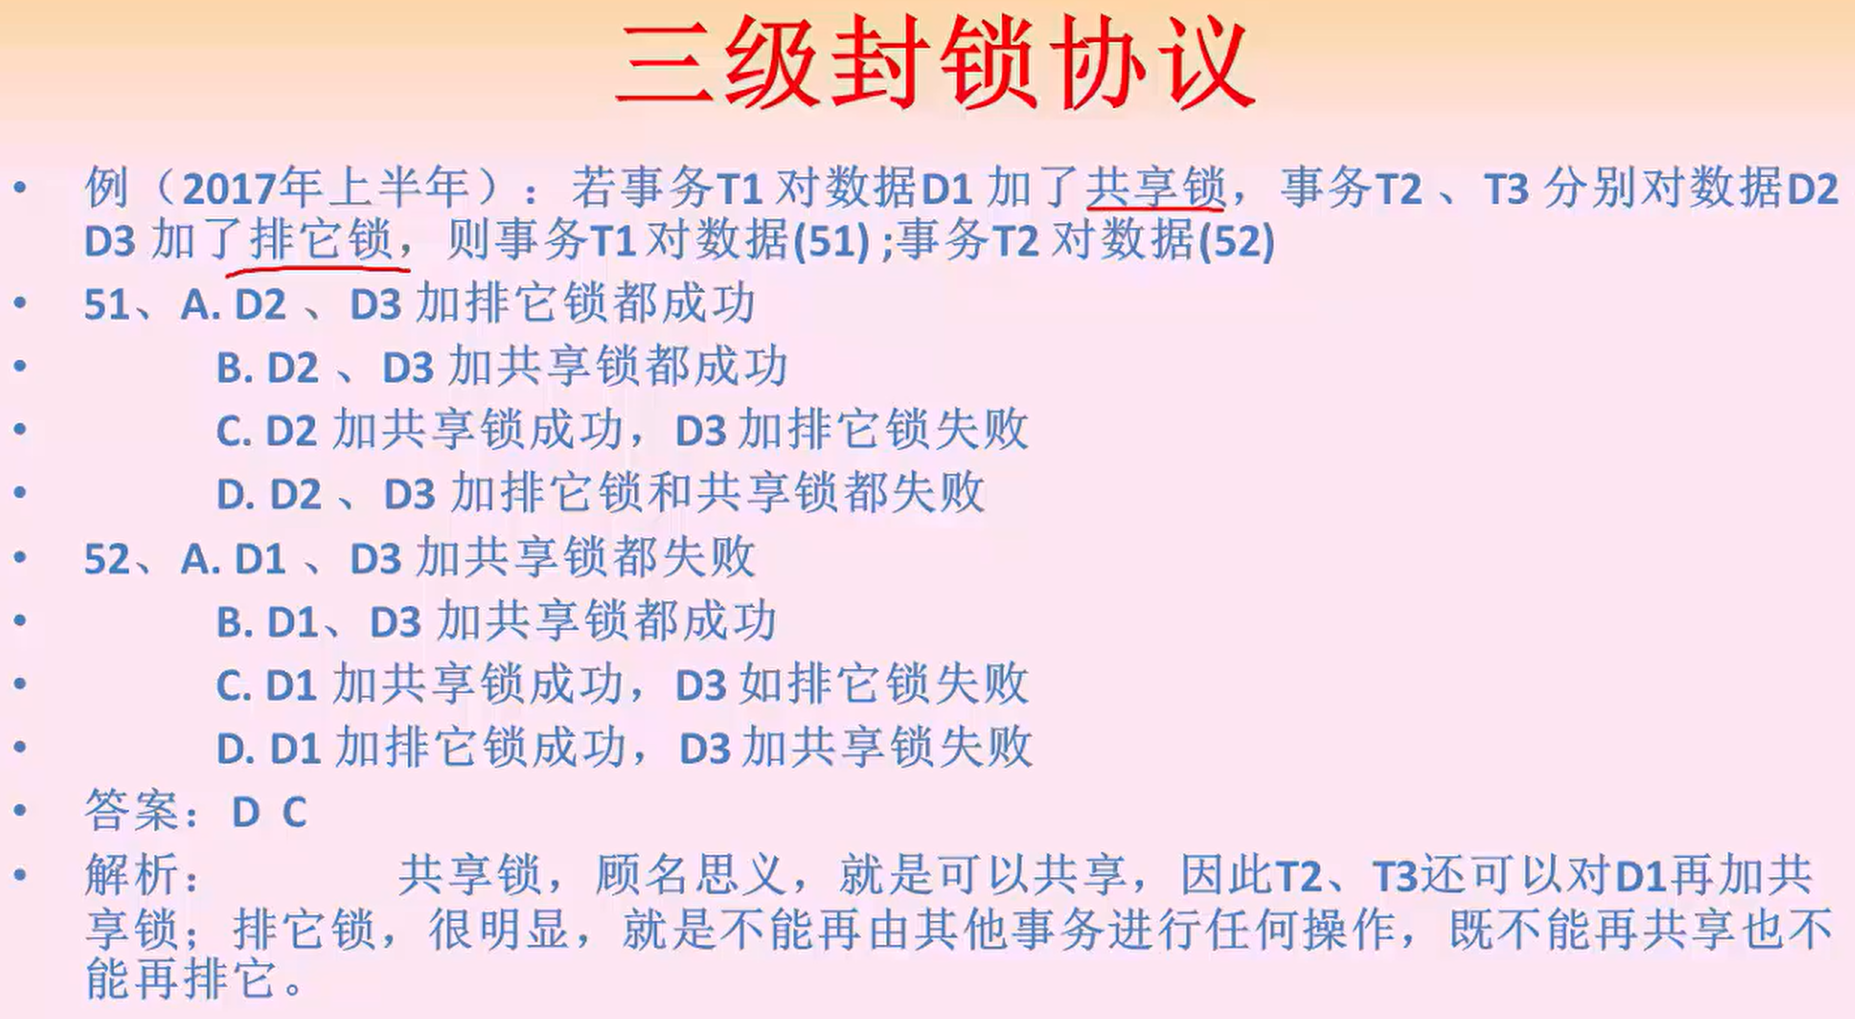 三级封锁协议
• 例（2017年上半年）：若事务T1 对数据D1 加了共享锁，事务T2 、T3 分别对数据D2
D3 加了排它锁，则事务T1 对数据(51) ;事务T2 对数据(52)
• 51、A. D2 、D3 加排它锁都成功
• B. D2 、D3 加共享锁都成功
• C. D2 加共享锁成功，D3 加排它锁失败
• D. D2 、D3 加排它锁和共享锁都失败
• 52、A. D1 、D3 加共享锁都失败
• B. D1、D3 加共享锁都成功
• C. D1 加共享锁成功，D3 如排它锁失败
• D. D1 加排它锁成功，D3 加共享锁失败
• 答案：D C
• 解析： 共享锁，顾名思义，就是可以共享，因此T2、T3还可以对D1再加共
享锁；排它锁，很明显，就是不能再由其他事务进行任何操作，既不能再共享也不
能再排它。